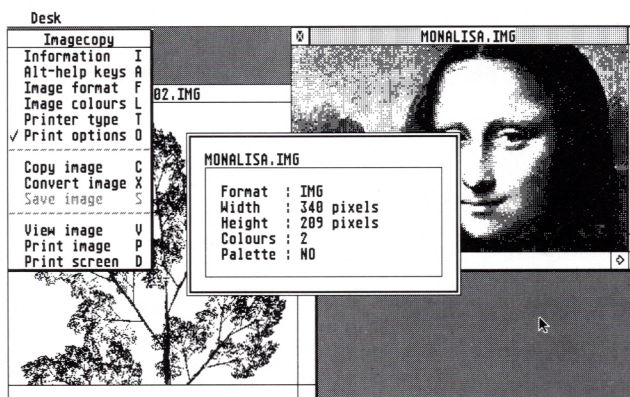 Desk
Imagecopy
Information I
Alt-help keys A
Image format F
Image colours L
Printer type T
✓ Print options O
Copy image C
Convert image X
Save image S
View image V
Print image P
Print screen D
02.IMG
MONALISA.IMG
MONALISA.IMG
Format : IMG
Width : 340 pixels
Height : 209 pixels
Colours : 2
Palette : NO